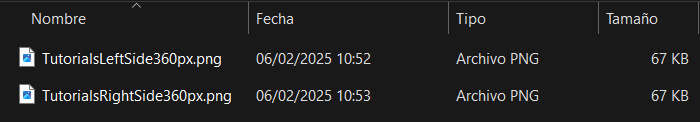 Nombre Fecha Tipo Tamaño
TutorialsLeftSide360px.png 06/02/2025 10:52 Archivo PNG 67 KB
TutorialsRightSide360px.png 06/02/2025 10:53 Archivo PNG 67 KB